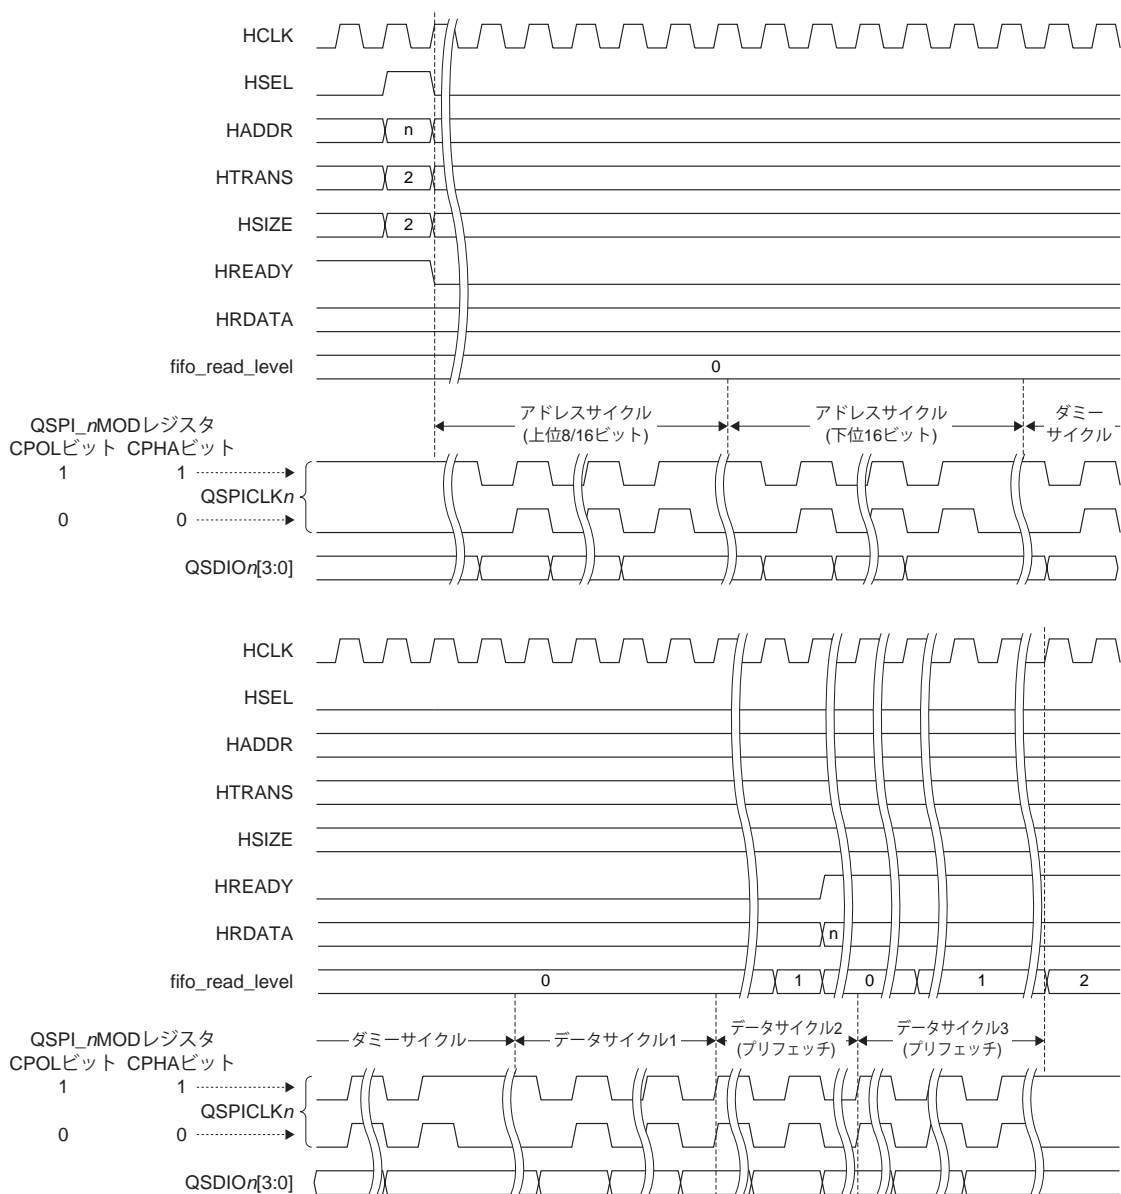 HCLK
HSEL
HADDR n
HTRANS 2
HSIZE 2
HREADY
HRDATA
fifo_read_level 0
アドレスサイクル
(上位8/16ビット)
アドレスサイクル
(下位16ビット)
ダミー
サイクル
QSPI_nMODレジスタ
CPOLビット CPHAビット
1 1
QSPICLKn
0 0
QSDIOn[3:0]
HCLK
HSEL
HADDR
HTRANS
HSIZE
HREADY
HRDATA n
fifo_read_level 0 1 0 1 2
ダミーサイクル
データサイクル1
データサイクル2
(プリフェッチ)
データサイクル3
(プリフェッチ)
QSPI_nMODレジスタ
CPOLビット CPHAビット
1 1
QSPICLKn
0 0
QSDIOn[3:0]